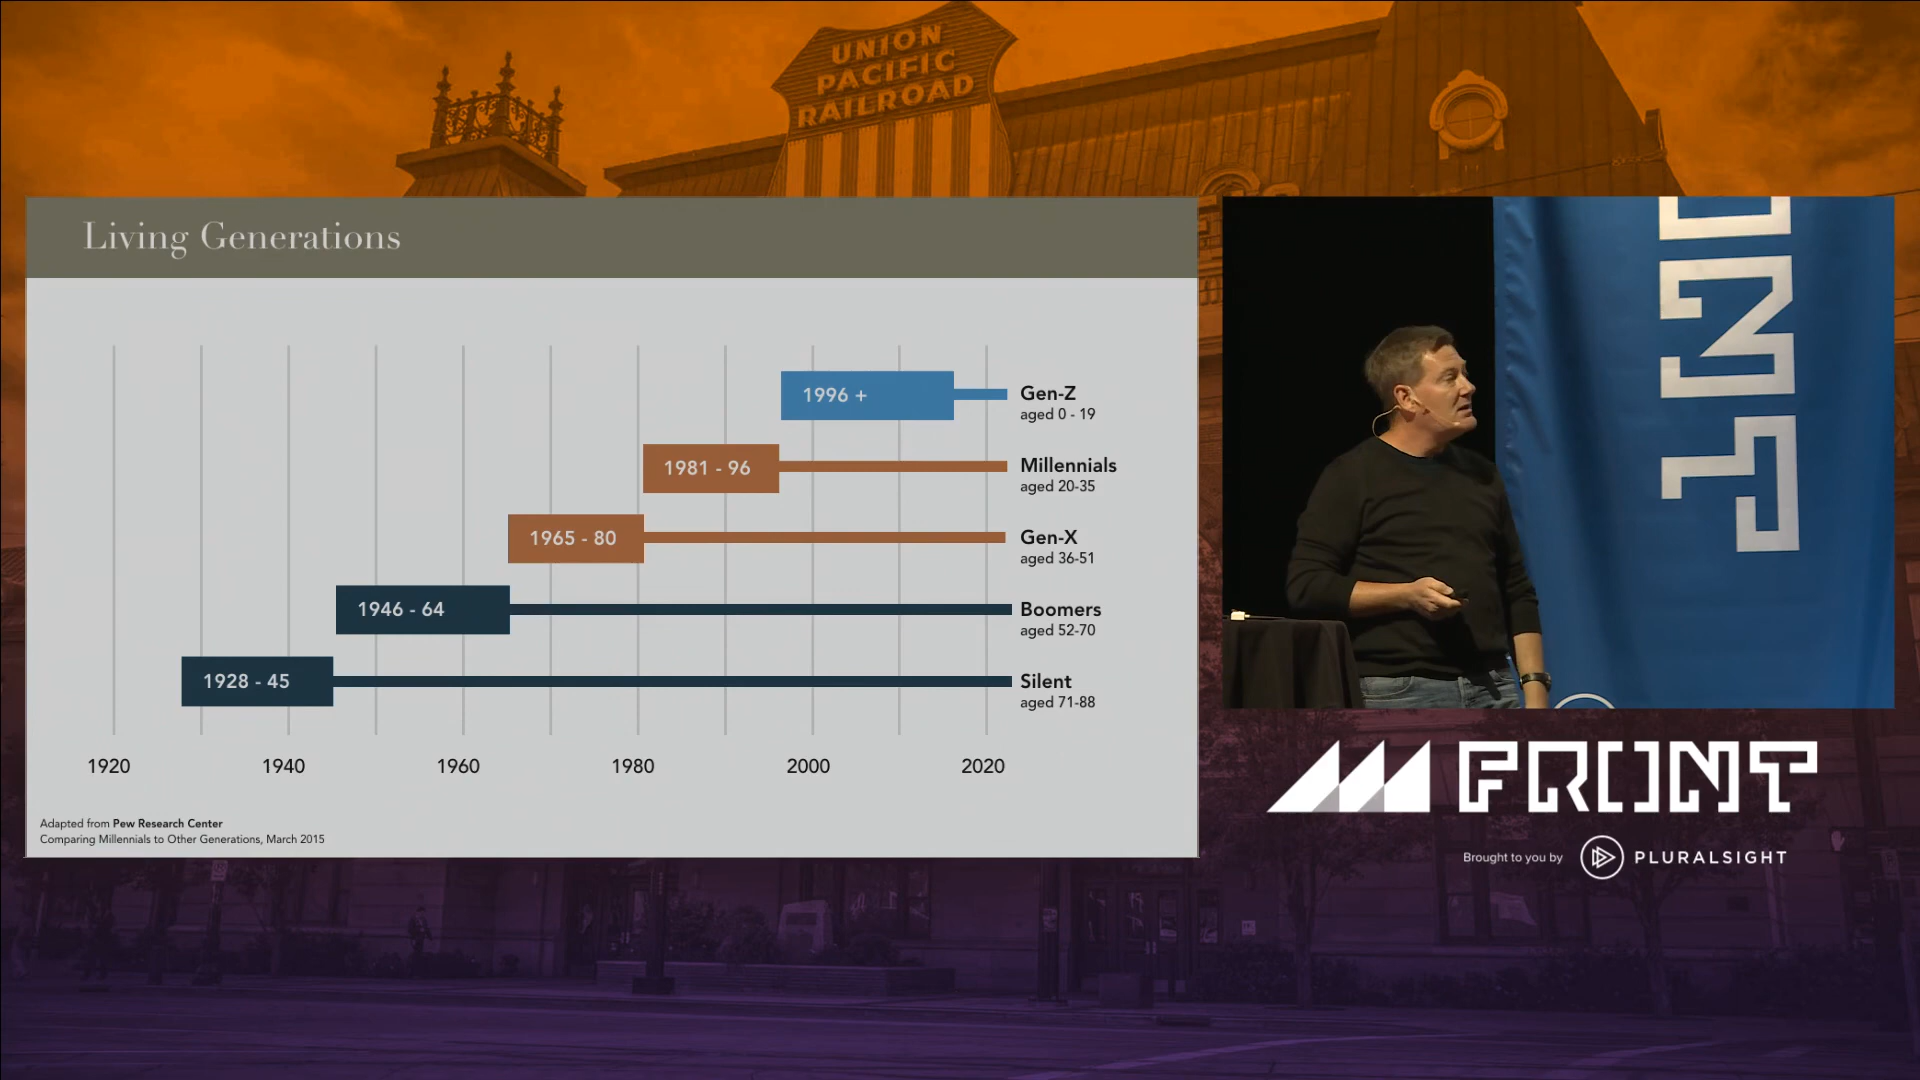 UNION
PACIFIC
RAILROAD
Living Generations
1996 +
Gen-Z
aged 0 - 19
1981 - 96
Millennials
aged 20-35
1965 - 80
Gen-X
aged 36-51
1946 - 64
Boomers
aged 52-70
1928 - 45
Silent
aged 71-88
1920 1940 1960 1980 2000 2020
Adapted from Pew Research Center
Comparing Millennials to Other Generations, March 2015
NT
FRONT
Brought to you by PLURALSIGHT